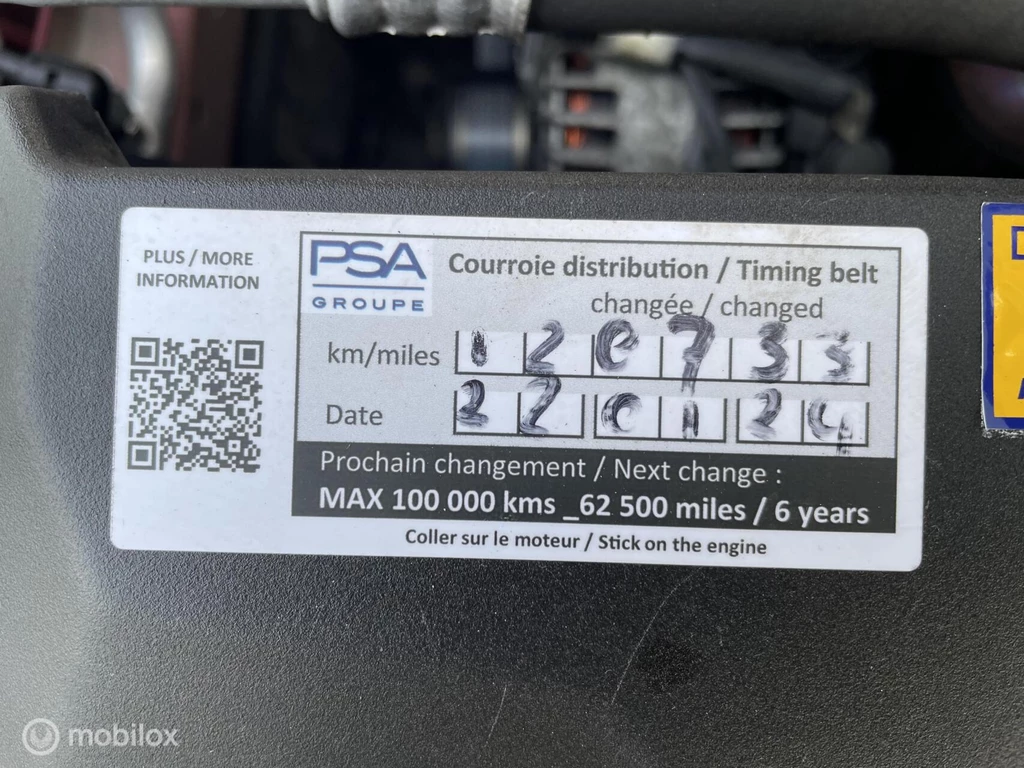 PLUS / MORE
INFORMATION
PSA
GROUPE
Courroie distribution / Timing belt
changée / changed
km/miles 120733
Date 220124
Prochain changement / Next change :
MAX 100.000 kms _62 500 miles / 6 years
Coller sur le moteur / Stick on the engine
mobilox